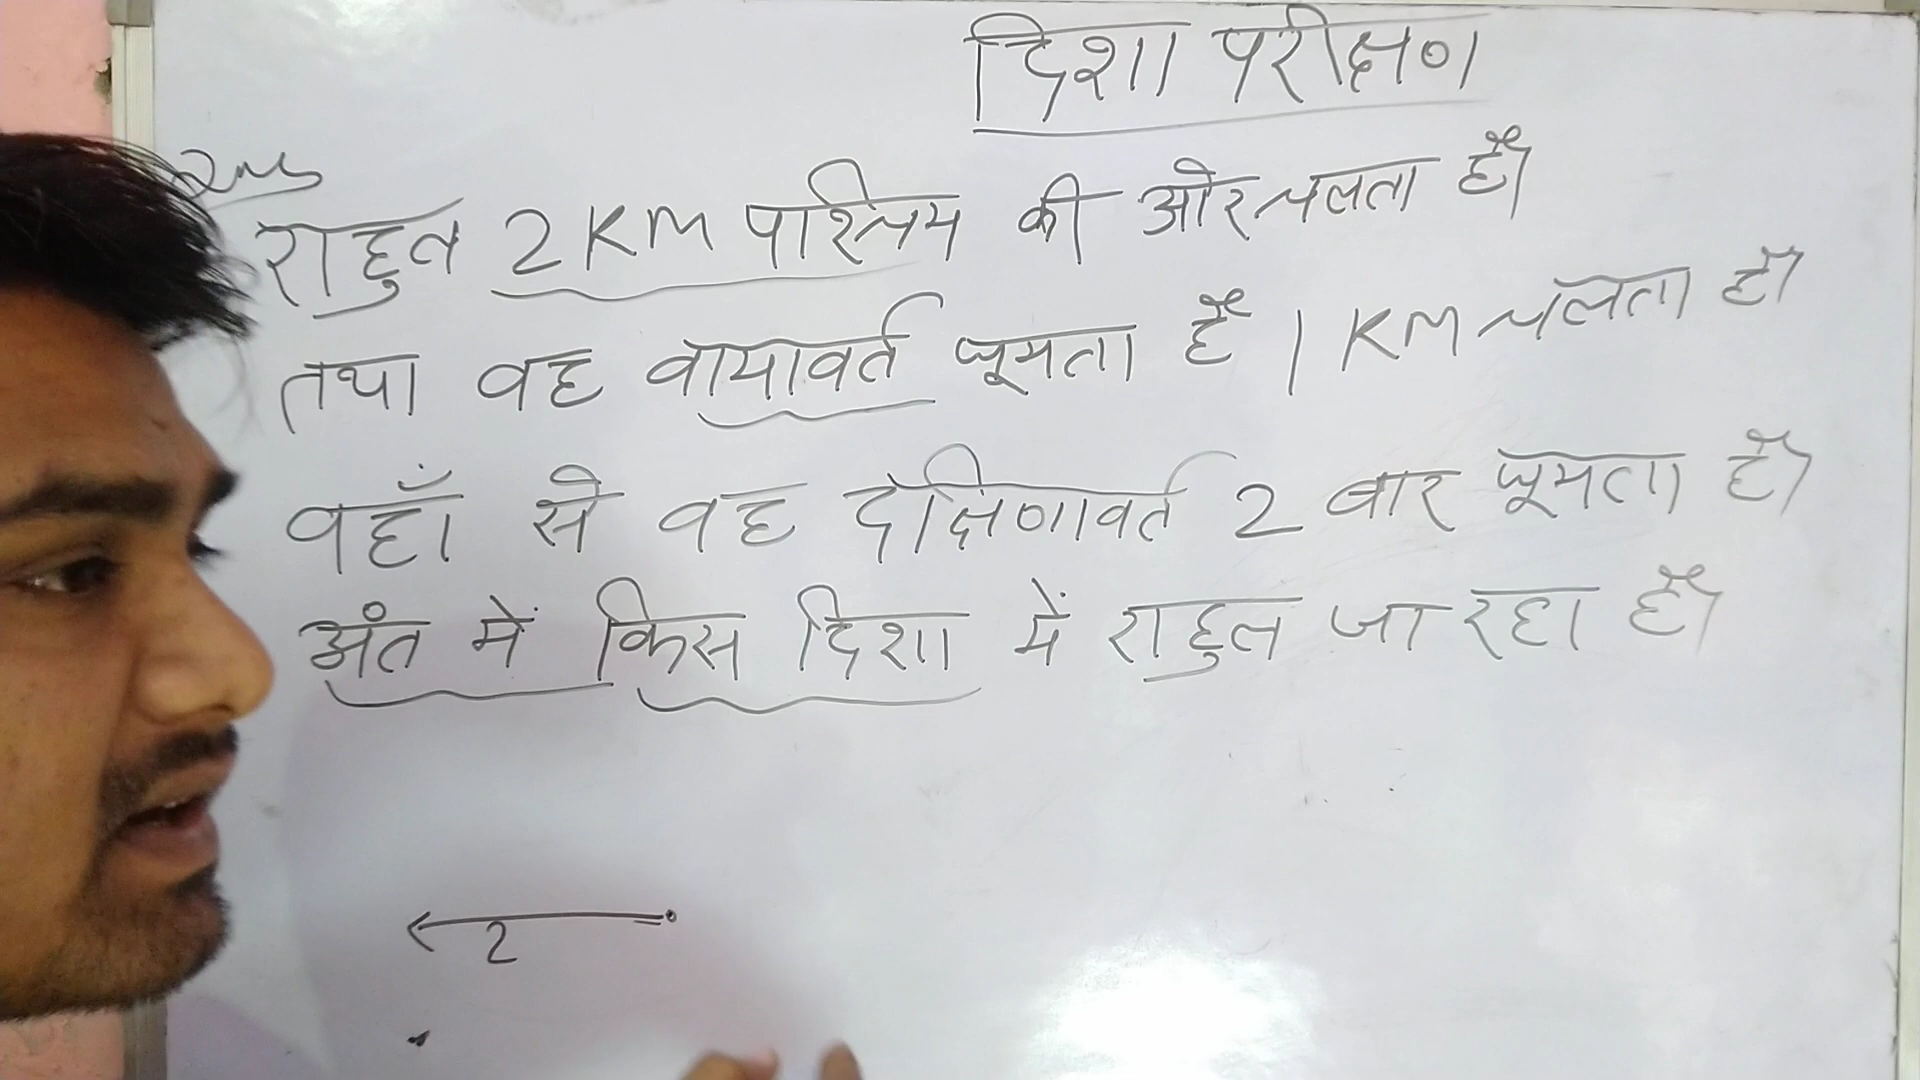 दिशा परीक्षण
Ques
राहुल 2 KM पश्चिम की ओर चलता है।
तथा वह वामावर्त घूमता है 1 KM चलता है।
वहाँ से वह दक्षिणावर्त 2 बार घूमता है।
अंत में किस दिशा में राहुल जा रहा है।
2